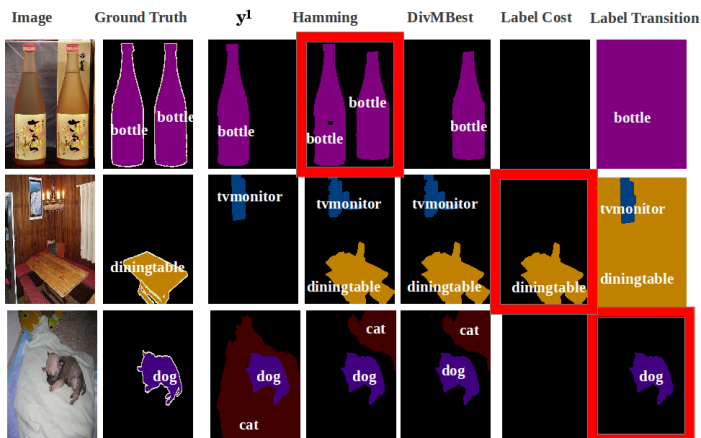 Image Ground Truth y¹ Hamming DivMBest Label Cost Label Transition
bottle bottle bottle bottle bottle bottle bottle
tvmonitor tvmonitor tvmonitor tvmonitor
diningtable diningtable diningtable diningtable diningtable
cat cat
dog dog dog dog dog
cat